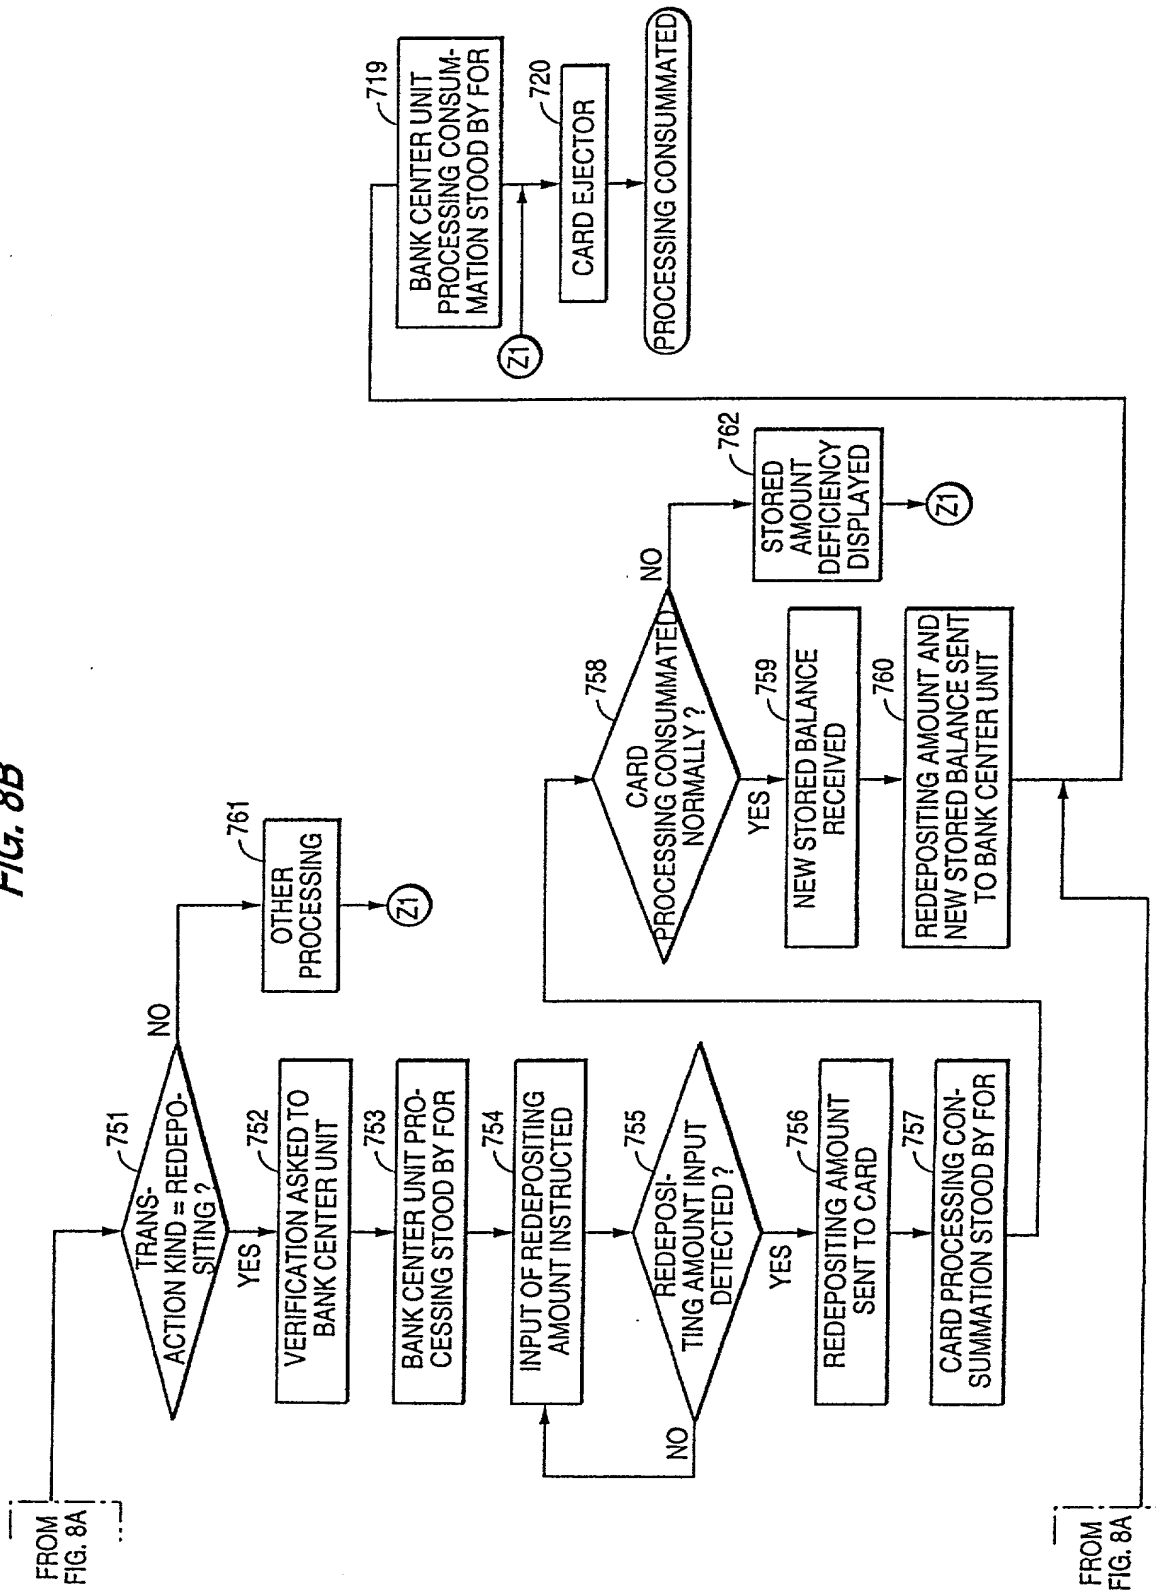 FIG. 8B
FROM
FIG. 8A
751
TRANS-
ACTION KIND = REDEPO-
SITING ?
NO
YES
761
OTHER
PROCESSING
Z1
752
VERIFICATION ASKED TO
BANK CENTER UNIT
753
BANK CENTER UNIT PRO-
CESSING STOOD BY FOR
754
INPUT OF REDEPOSITING
AMOUNT INSTRUCTED
755
REDEPOSI-
TING AMOUNT INPUT
DETECTED ?
NO
YES
756
REDEPOSITING AMOUNT
SENT TO CARD
757
CARD PROCESSING CON-
SUMMATION STOOD BY FOR
758
CARD
PROCESSING CONSUMMATED
NORMALLY ?
NO
YES
762
STORED
AMOUNT
DEFICIENCY
DISPLAYED
Z1
759
NEW STORED BALANCE
RECEIVED
760
REDEPOSITING AMOUNT AND
NEW STORED BALANCE SENT
TO BANK CENTER UNIT
FROM
FIG. 8A
719
BANK CENTER UNIT
PROCESSING CONSUM-
MATION STOOD BY FOR
Z1
720
CARD EJECTOR
PROCESSING CONSUMMATED